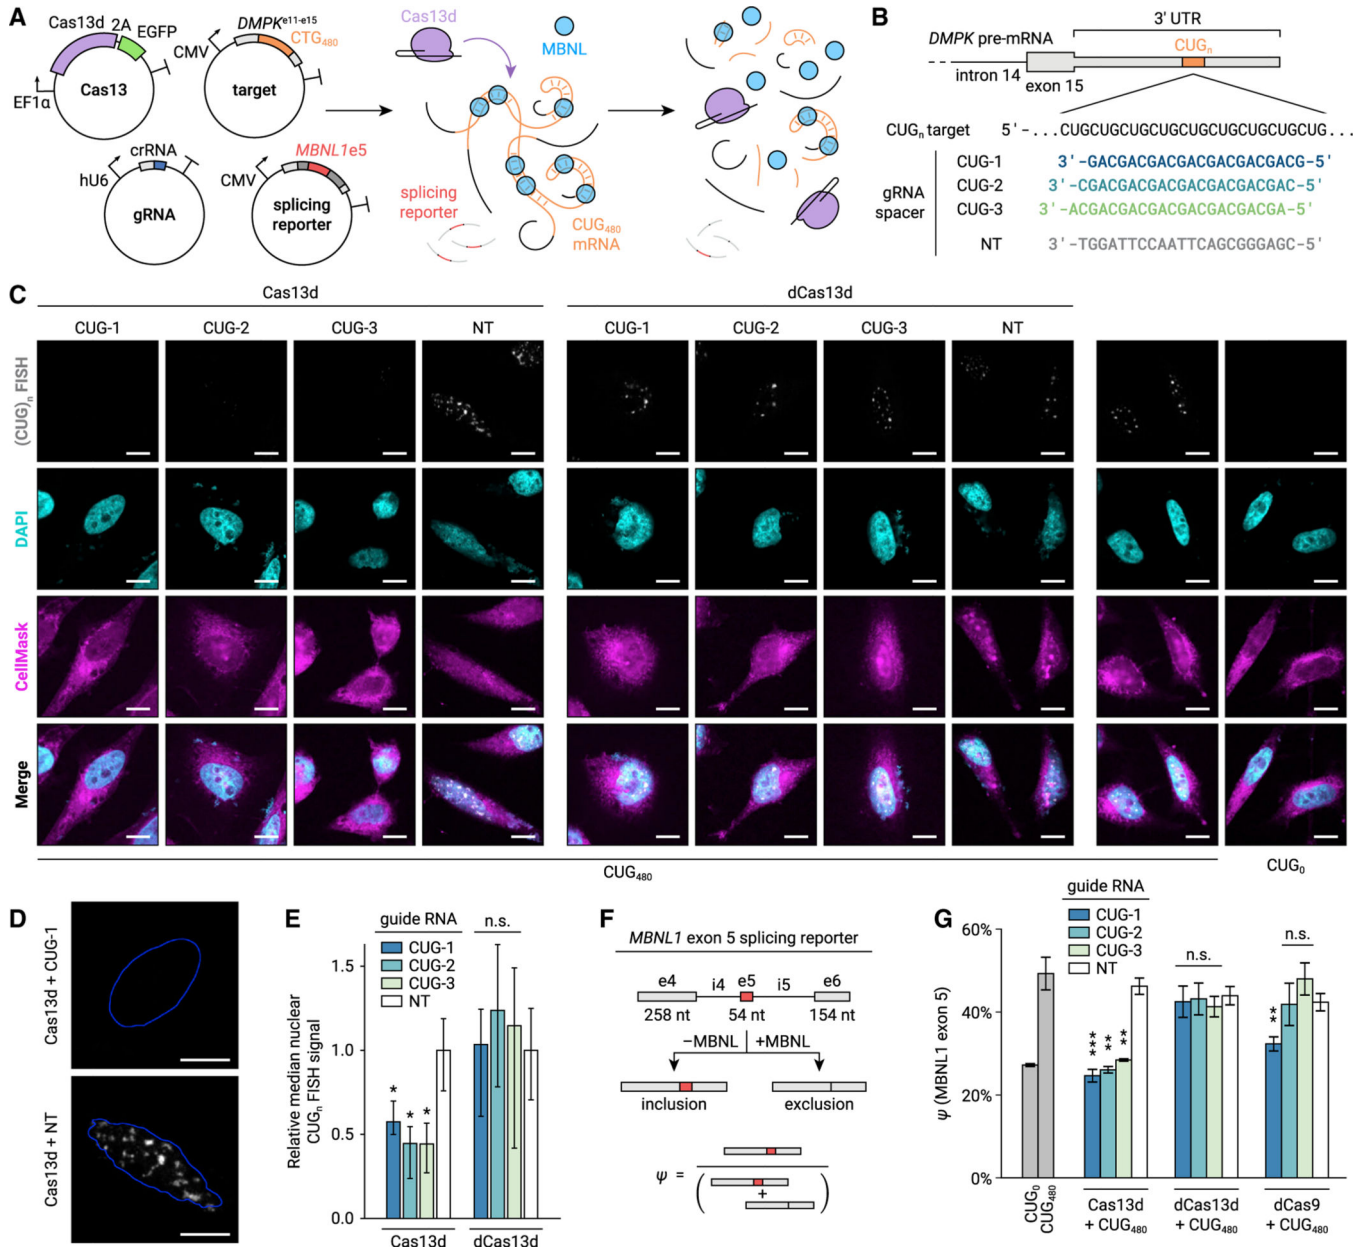 A
Cas13d 2A EGFP
EF1α
Cas13
DMPK e11-e15
CTG480
CMV
target
crRNA
hU6
gRNA
MBNL1e5
CMV
splicing
reporter
Cas13d
MBNL
splicing
reporter
CUG480
mRNA
B
3' UTR
DMPK pre-mRNA
CUGn
intron 14
exon 15
CUGn target 5'-...CUGCUGCUGCUGCUGCUGCUGCUGCUG...
gRNA
spacer
CUG-1 3'-GACGACGACGACGACGACGACG-5'
CUG-2 3'-CGACGACGACGACGACGACGAC-5'
CUG-3 3'-ACGACGACGACGACGACGACGA-5'
NT 3'-TGGATTCCAATTCAGCGGGAGC-5'
C
Cas13d
dCas13d
CUG-1 CUG-2 CUG-3 NT CUG-1 CUG-2 CUG-3 NT
(CUG)n FISH
DAPI
CellMask
Merge
CUG480
CUG0
D
Cas13d + CUG-1
Cas13d + NT
E
guide RNA
CUG-1
CUG-2
CUG-3
NT
n.s.
Relative median nuclear
CUGn FISH signal
1.5
1.0
0.5
0.0
*
*
*
Cas13d
dCas13d
F
MBNL1 exon 5 splicing reporter
e4 i4 e5 i5 e6
258 nt 54 nt 154 nt
−MBNL +MBNL
inclusion exclusion
ψ =
+
G
guide RNA
CUG-1
CUG-2
CUG-3
NT
ψ (MBNL1 exon 5)
60%
40%
20%
0%
***
**
**
n.s.
**
n.s.
CUG0
CUG480
Cas13d
+ CUG480
dCas13d
+ CUG480
dCas9
+ CUG480